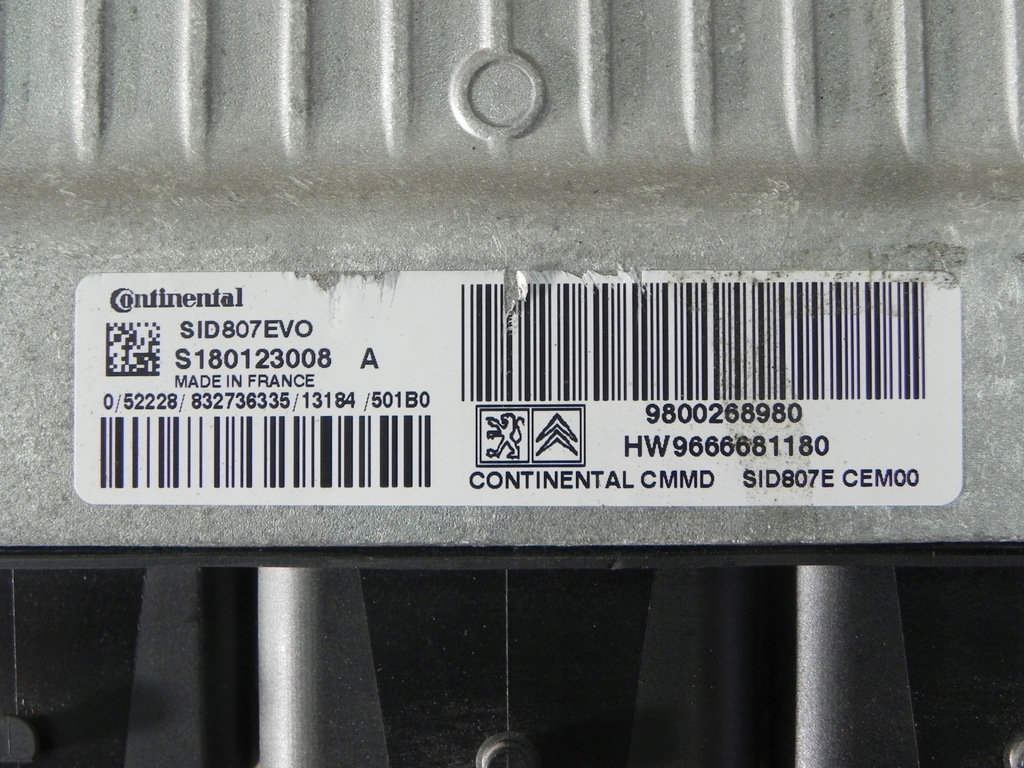 Continental
SID807EVO
S180123008 A
MADE IN FRANCE
0/52228/832736335/13184/501B0
9800268980
HW9666681180
CONTINENTAL CMMD SID807E CEM00